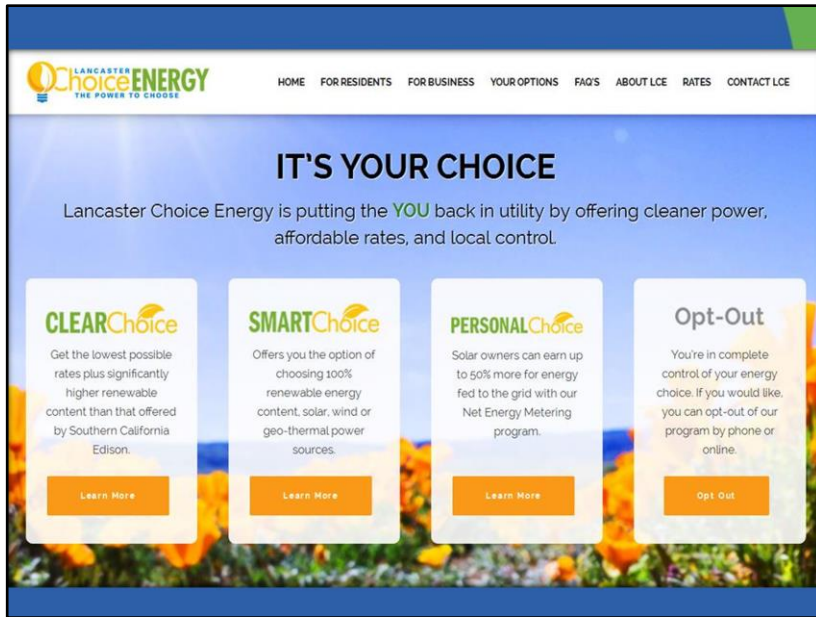 LANCASTER
Choice ENERGY
THE POWER TO CHOOSE
HOME FOR RESIDENTS FOR BUSINESS YOUR OPTIONS FAQ'S ABOUT LCE RATES CONTACT LCE
IT'S YOUR CHOICE
Lancaster Choice Energy is putting the YOU back in utility by offering cleaner power,
affordable rates, and local control.
CLEARChoice
Get the lowest possible
rates plus significantly
higher renewable
content than that offered
by Southern California
Edison.
Learn More
SMARTChoice
Offers you the option of
choosing 100%
renewable energy
content, solar, wind or
geo-thermal power
sources.
Learn More
PERSONALChoice
Solar owners can earn up
to 50% more for energy
fed to the grid with our
Net Energy Metering
program.
Learn More
Opt-Out
You're in complete
control of your energy
choice. If you would like,
you can opt-out of our
program by phone or
online.
Opt Out